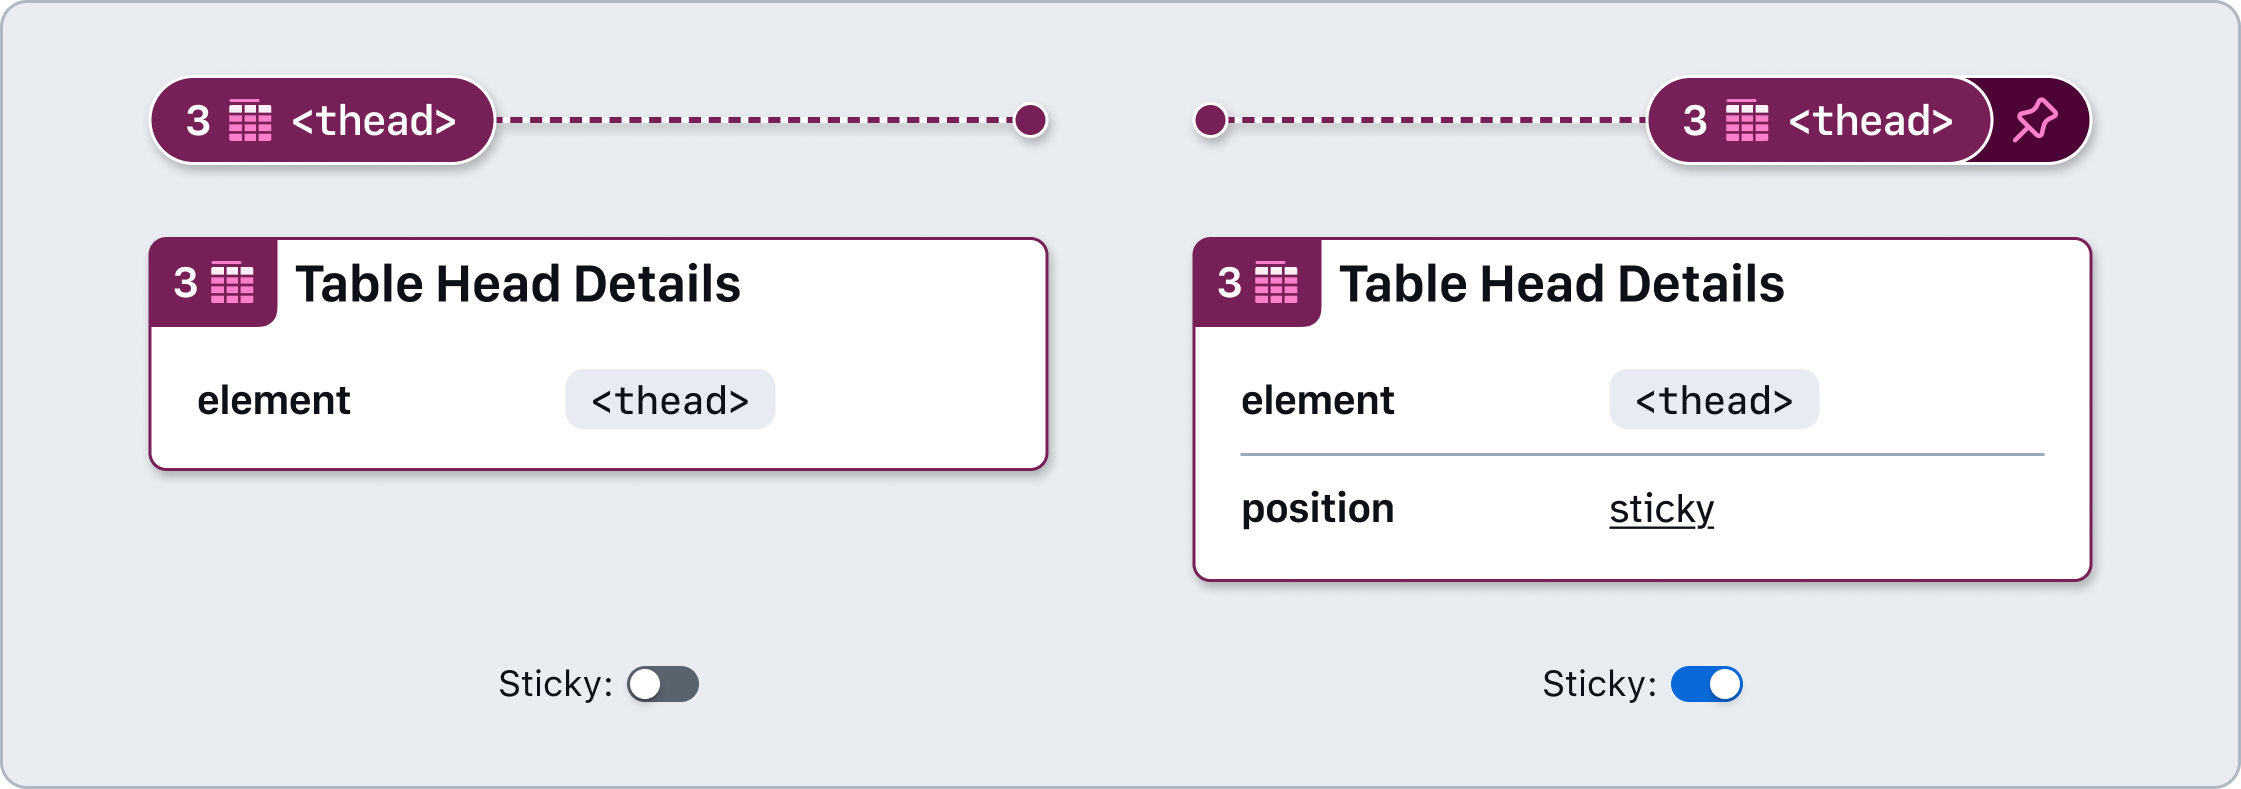 3 <thead>
3 Table Head Details
element <thead>
Sticky:
3 <thead>
3 Table Head Details
element <thead>
position sticky
Sticky: